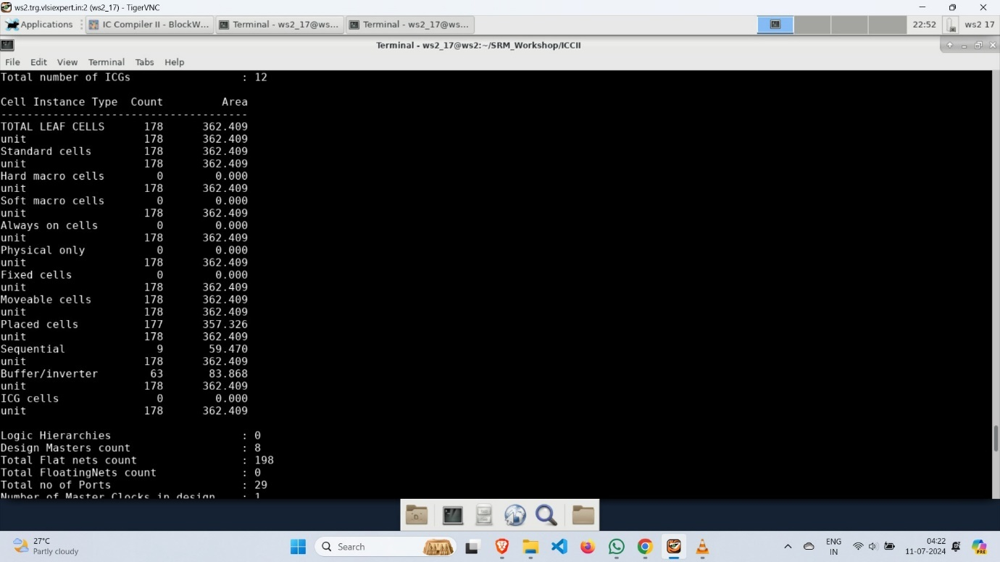 ws2.trg.vlsiexpert.in:2 (ws2_17) - TigerVNC
Applications IC Compiler II - BlockW... Terminal - ws2_17@ws... Terminal - ws2_17@ws... 22:52 ws2 17
Terminal - ws2_17@ws2:~/SRM_Workshop/ICCII
File Edit View Terminal Tabs Help
Total number of ICGs : 12
Cell Instance Type Count Area
--------------------------------------
TOTAL LEAF CELLS 178 362.409
unit 178 362.409
Standard cells 178 362.409
unit 178 362.409
Hard macro cells 0 0.000
unit 178 362.409
Soft macro cells 0 0.000
unit 178 362.409
Always on cells 0 0.000
unit 178 362.409
Physical only 0 0.000
unit 178 362.409
Fixed cells 0 0.000
unit 178 362.409
Moveable cells 178 362.409
unit 178 362.409
Placed cells 177 357.326
unit 178 362.409
Sequential 9 59.470
unit 178 362.409
Buffer/inverter 63 83.868
unit 178 362.409
ICG cells 0 0.000
unit 178 362.409
Logic Hierarchies : 0
Design Masters count : 8
Total Flat nets count : 198
Total FloatingNets count : 0
Total no of Ports : 29
Number of Master Clocks in design : 1
27°C
Partly cloudy
Search
ENG
IN
04:22
11-07-2024
PRE